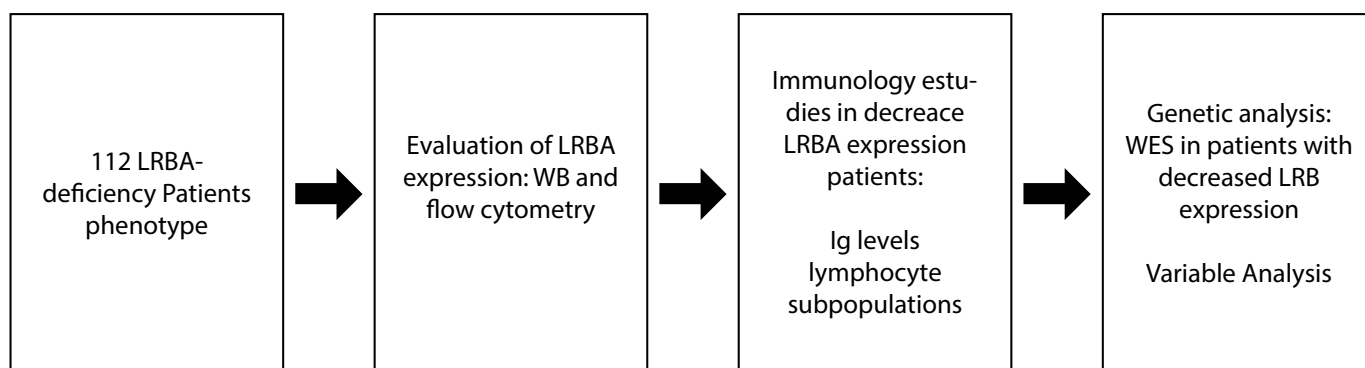 112 LRBA-
deficiency Patients
phenotype
Evaluation of LRBA
expression: WB and
flow cytometry
Immunology estu-
dies in decreace
LRBA expression
patients:
Ig levels
lymphocyte
subpopulations
Genetic analysis:
WES in patients with
decreased LRB
expression
Variable Analysis